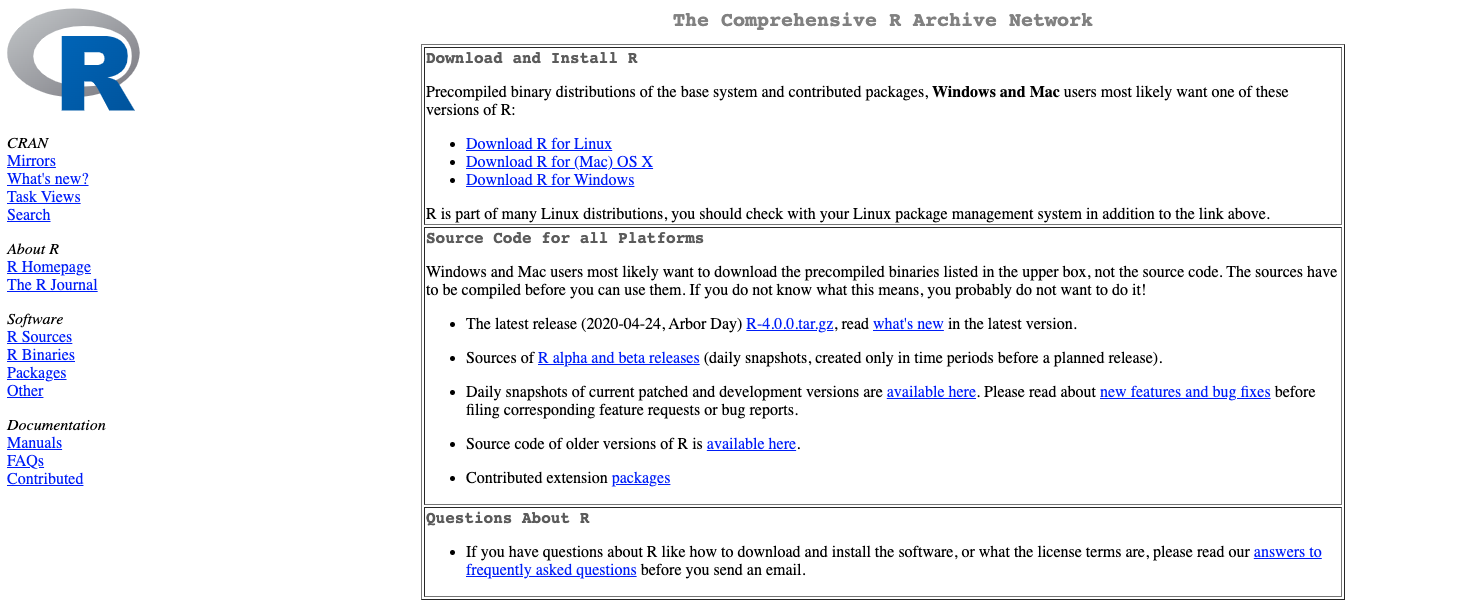 R
CRAN
Mirrors
What's new?
Task Views
Search
About R
R Homepage
The R Journal
Software
R Sources
R Binaries
Packages
Other
Documentation
Manuals
FAQs
Contributed
The Comprehensive R Archive Network
Download and Install R
Precompiled binary distributions of the base system and contributed packages, Windows and Mac users most likely want one of these
versions of R:
• Download R for Linux
• Download R for (Mac) OS X
• Download R for Windows
R is part of many Linux distributions, you should check with your Linux package management system in addition to the link above.
Source Code for all Platforms
Windows and Mac users most likely want to download the precompiled binaries listed in the upper box, not the source code. The sources have
to be compiled before you can use them. If you do not know what this means, you probably do not want to do it!
• The latest release (2020-04-24, Arbor Day) R-4.0.0.tar.gz, read what's new in the latest version.
• Sources of R alpha and beta releases (daily snapshots, created only in time periods before a planned release).
• Daily snapshots of current patched and development versions are available here. Please read about new features and bug fixes before
filing corresponding feature requests or bug reports.
• Source code of older versions of R is available here.
• Contributed extension packages
Questions About R
• If you have questions about R like how to download and install the software, or what the license terms are, please read our answers to
frequently asked questions before you send an email.